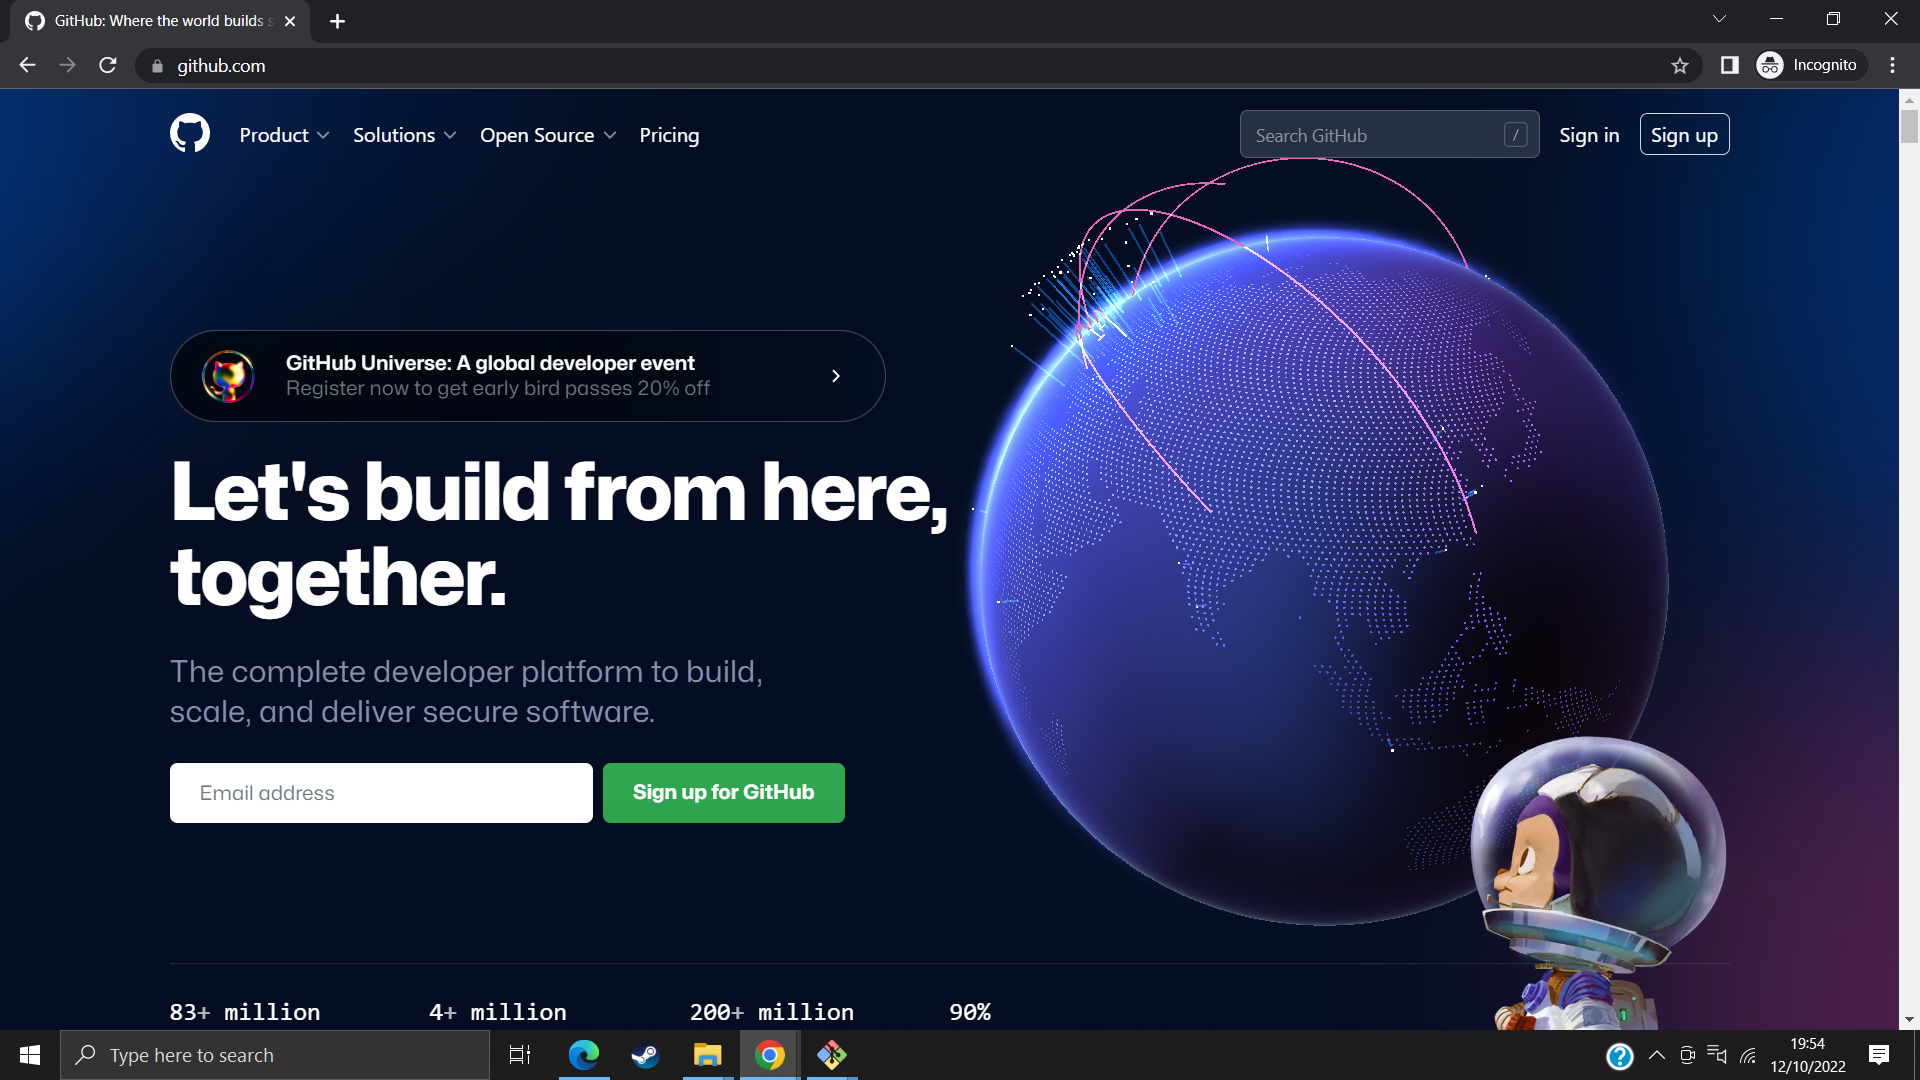 GitHub: Where the world builds s
github.com
Incognito
Product
Solutions
Open Source
Pricing
Search GitHub
/
Sign in
Sign up
GitHub Universe: A global developer event
Register now to get early bird passes 20% off
Let's build from here,
together.
The complete developer platform to build,
scale, and deliver secure software.
Email address
Sign up for GitHub
83+ million
4+ million
200+ million
90%
Type here to search
19:54
12/10/2022